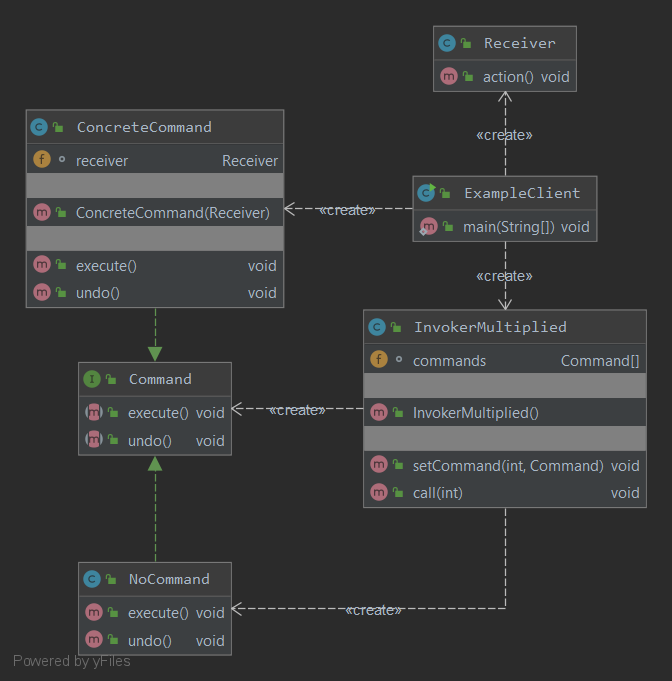 Receiver
action() void
«create»
ConcreteCommand
receiver Receiver
ConcreteCommand(Receiver)
execute() void
undo() void
«create»
ExampleClient
main(String[]) void
«create»
InvokerMultiplied
commands Command[]
InvokerMultiplied()
setCommand(int, Command) void
call(int) void
Command
execute() void
undo() void
«create»
NoCommand
execute() void
undo() void
«create»
Powered by yFiles